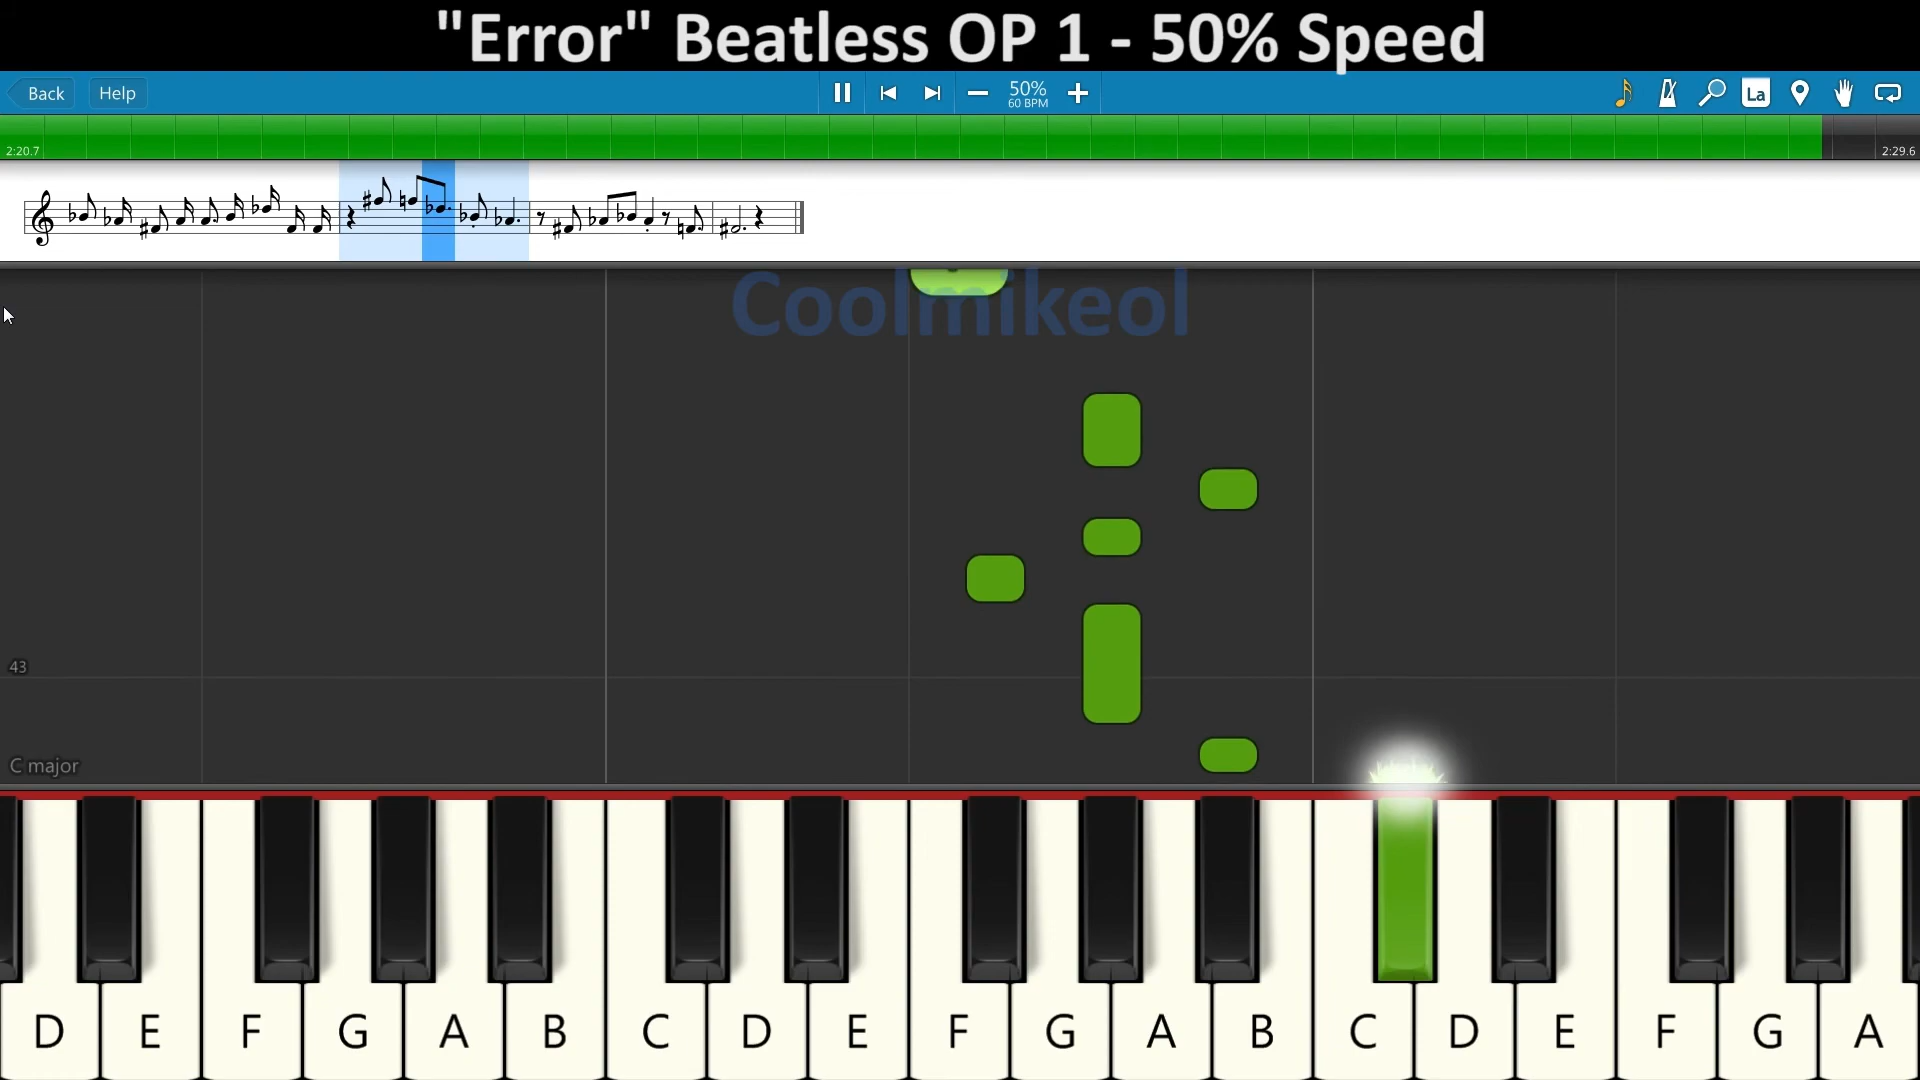 "Error" Beatless OP 1 - 50% Speed
Back Help 50% La
60 BPM
2:20.7 2:29.6
Coolmikeol
43
C major
D E F G A B C D E F G A B C D E F G A